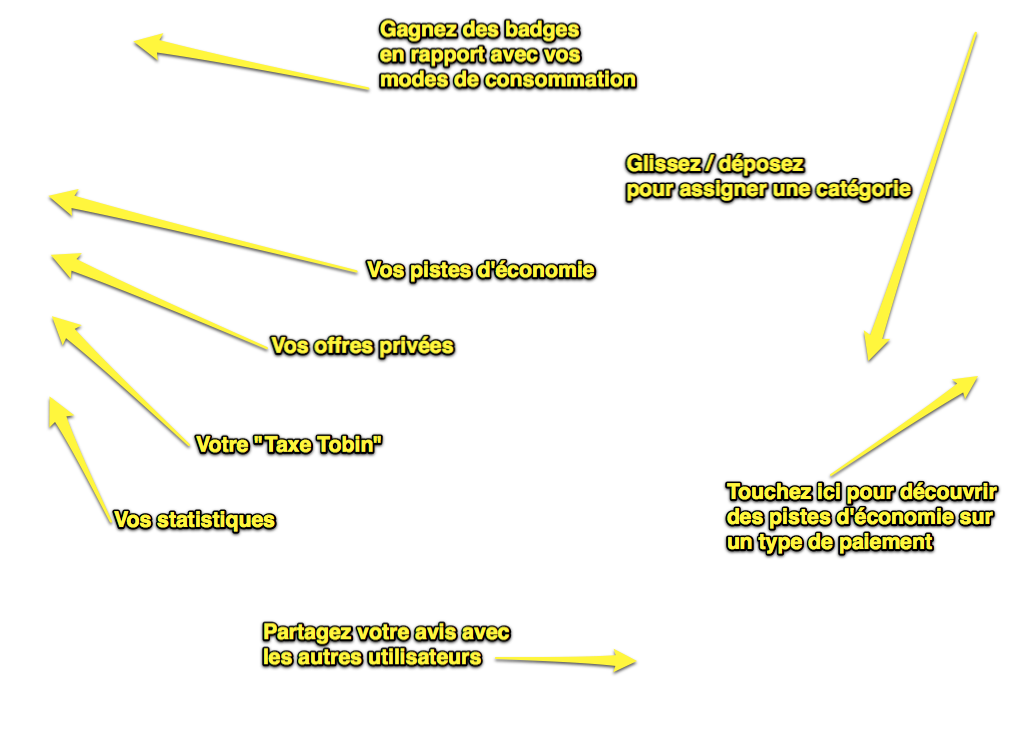 Gagnez des badges
en rapport avec vos
modes de consommation
Glissez / déposez
pour assigner une catégorie
Vos pistes d'économie
Vos offres privées
Votre "Taxe Tobin"
Vos statistiques
Touchez ici pour découvrir
des pistes d'économie sur
un type de paiement
Partagez votre avis avec
les autres utilisateurs